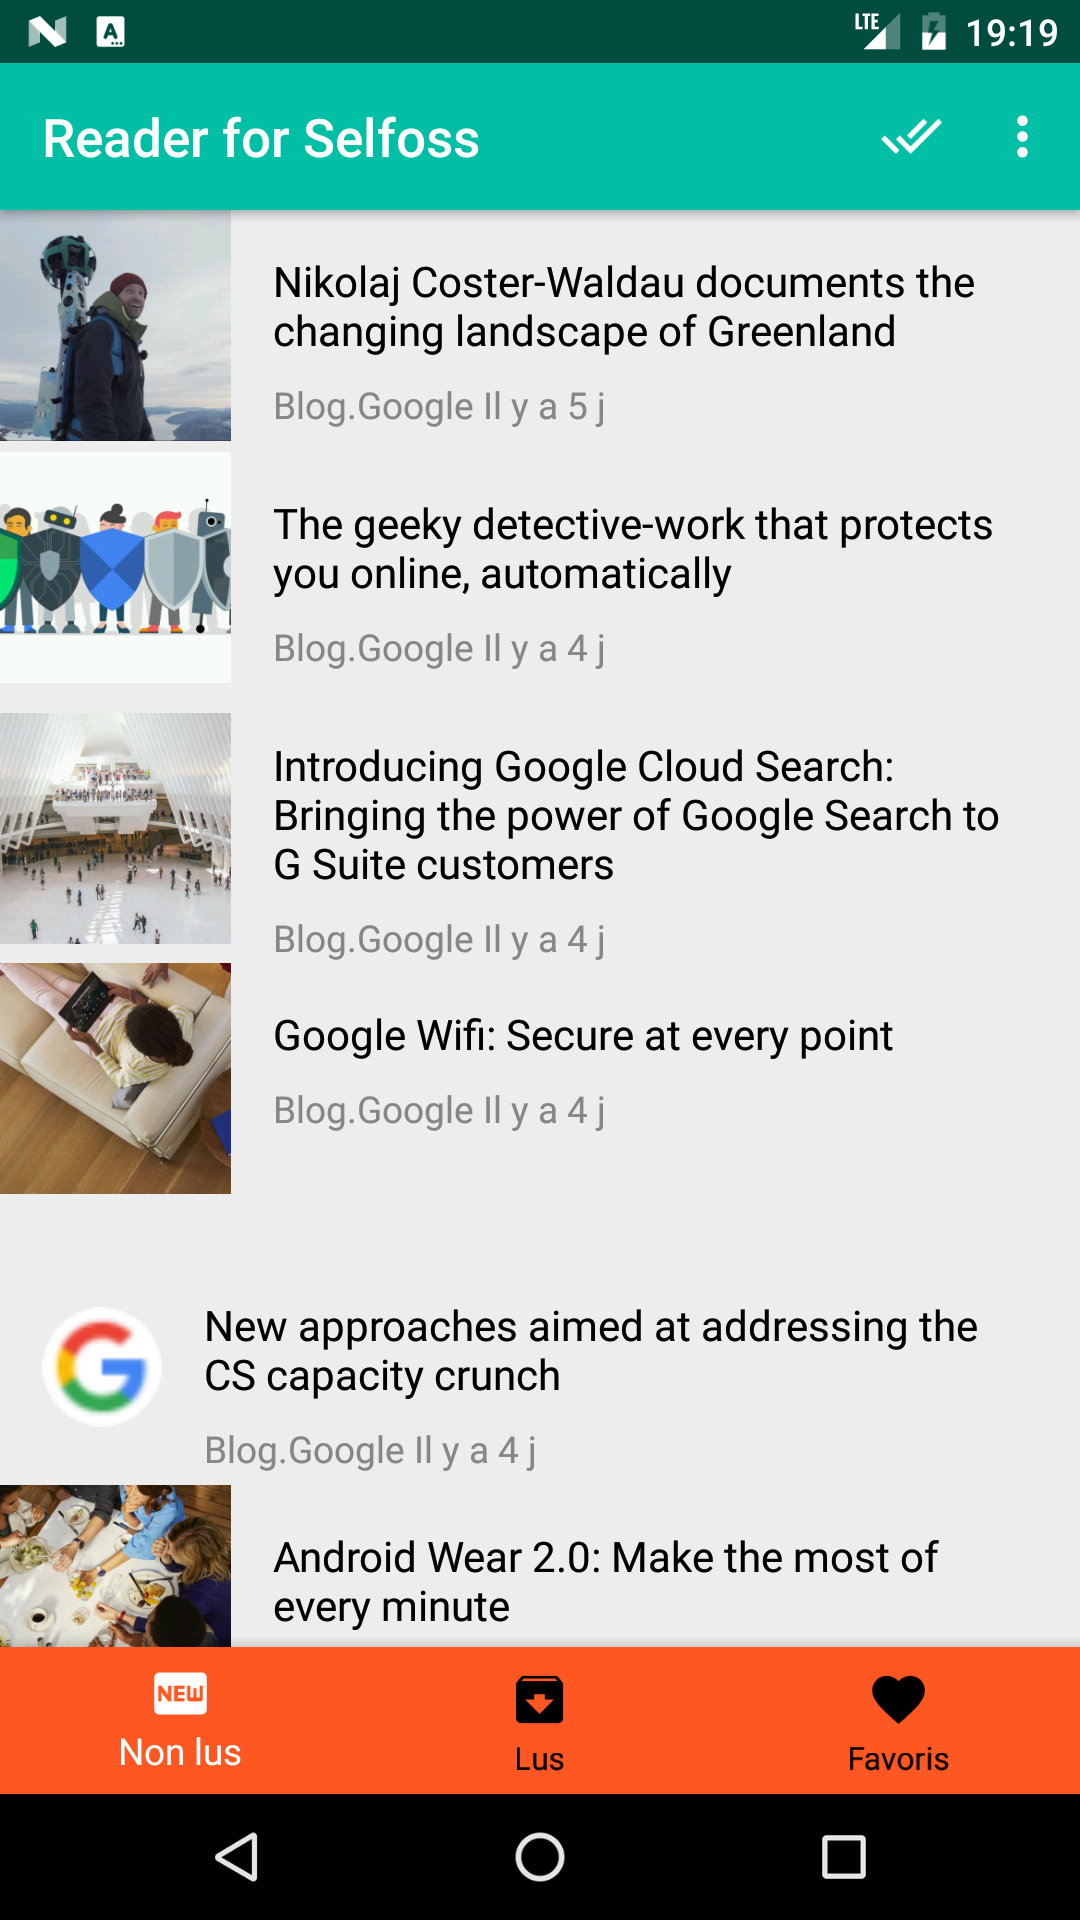 LTE 19:19
Reader for Selfoss
Nikolaj Coster-Waldau documents the
changing landscape of Greenland
Blog.Google Il y a 5 j
The geeky detective-work that protects
you online, automatically
Blog.Google Il y a 4 j
Introducing Google Cloud Search:
Bringing the power of Google Search to
G Suite customers
Blog.Google Il y a 4 j
Google Wifi: Secure at every point
Blog.Google Il y a 4 j
New approaches aimed at addressing the
CS capacity crunch
Blog.Google Il y a 4 j
Android Wear 2.0: Make the most of
every minute
NEW
Non lus
Lus
Favoris